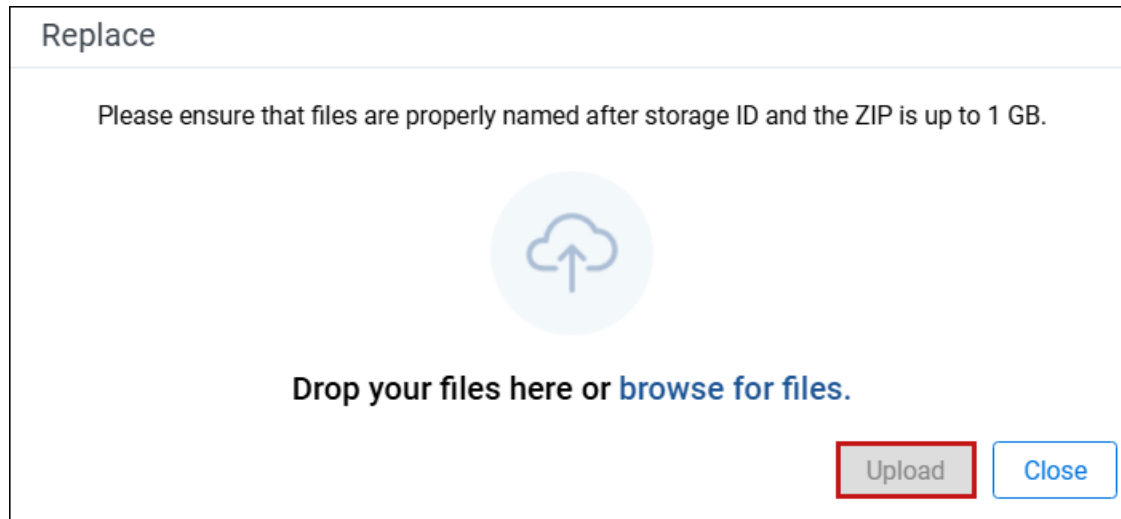 Replace
Please ensure that files are properly named after storage ID and the ZIP is up to 1 GB.
Drop your files here or browse for files.
Upload
Close